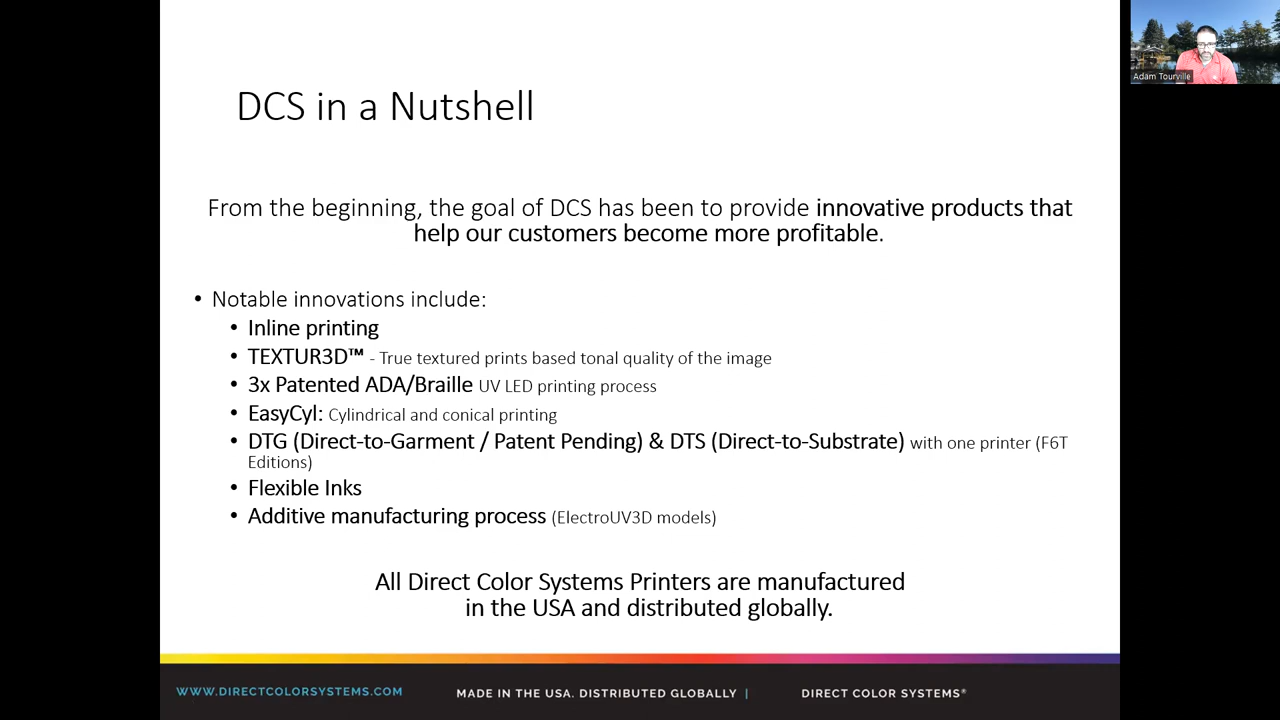 Adam Tourville
DCS in a Nutshell
From the beginning, the goal of DCS has been to provide innovative products that
help our customers become more profitable.
• Notable innovations include:
• Inline printing
• TEXTUR3D™ - True textured prints based tonal quality of the image
• 3x Patented ADA/Braille UV LED printing process
• EasyCyl: Cylindrical and conical printing
• DTG (Direct-to-Garment / Patent Pending) & DTS (Direct-to-Substrate) with one printer (F6T
Editions)
• Flexible Inks
• Additive manufacturing process (ElectroUV3D models)
All Direct Color Systems Printers are manufactured
in the USA and distributed globally.
WWW.DIRECTCOLORSYSTEMS.COM MADE IN THE USA. DISTRIBUTED GLOBALLY | DIRECT COLOR SYSTEMS®